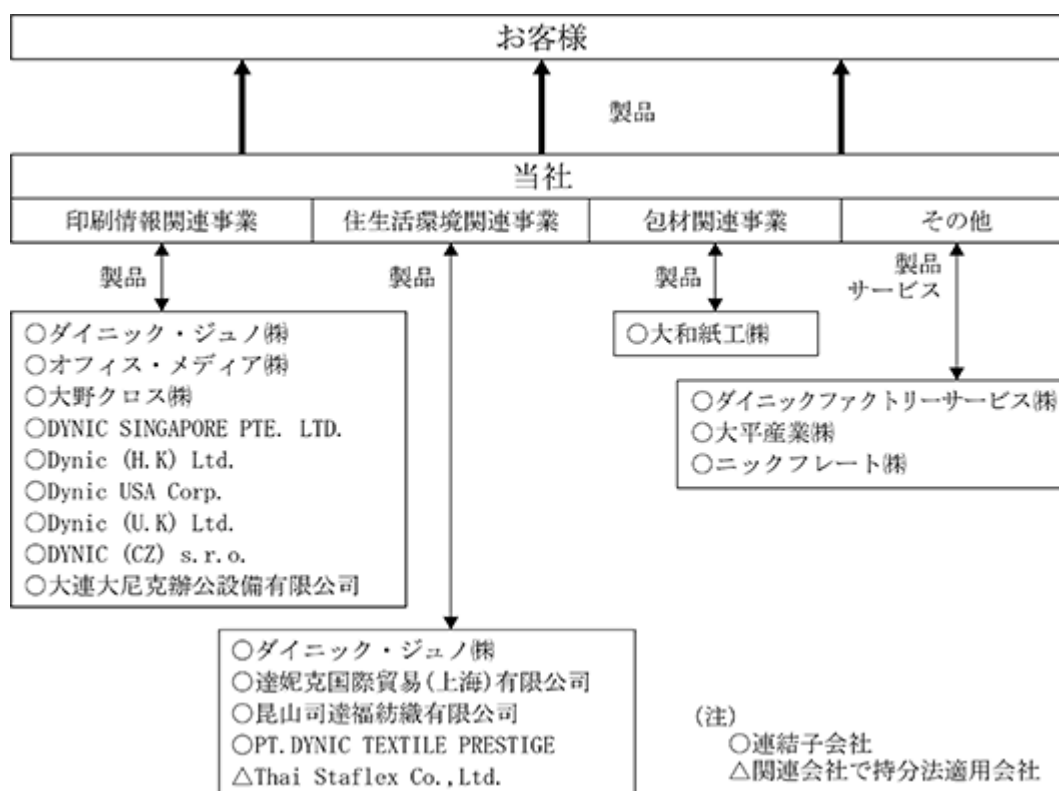 お客様
製品
当社
印刷情報関連事業
住生活環境関連事業
包材関連事業
その他
製品
製品
製品
製品
サービス
○ダイニック・ジュノ㈱
○オフィス・メディア㈱
○大野クロス㈱
○DYNIC SINGAPORE PTE. LTD.
○Dynic (H.K) Ltd.
○Dynic USA Corp.
○Dynic (U.K) Ltd.
○DYNIC (CZ) s.r.o.
○大連大尼克辦公設備有限公司
○大和紙工㈱
○ダイニックファクトリーサービス㈱
○大平産業㈱
○ニックフレート㈱
○ダイニック・ジュノ㈱
○達妮克国際貿易(上海)有限公司
○昆山司達福紡織有限公司
○PT.DYNIC TEXTILE PRESTIGE
△Thai Staflex Co.,Ltd.
(注)
○連結子会社
△関連会社で持分法適用会社